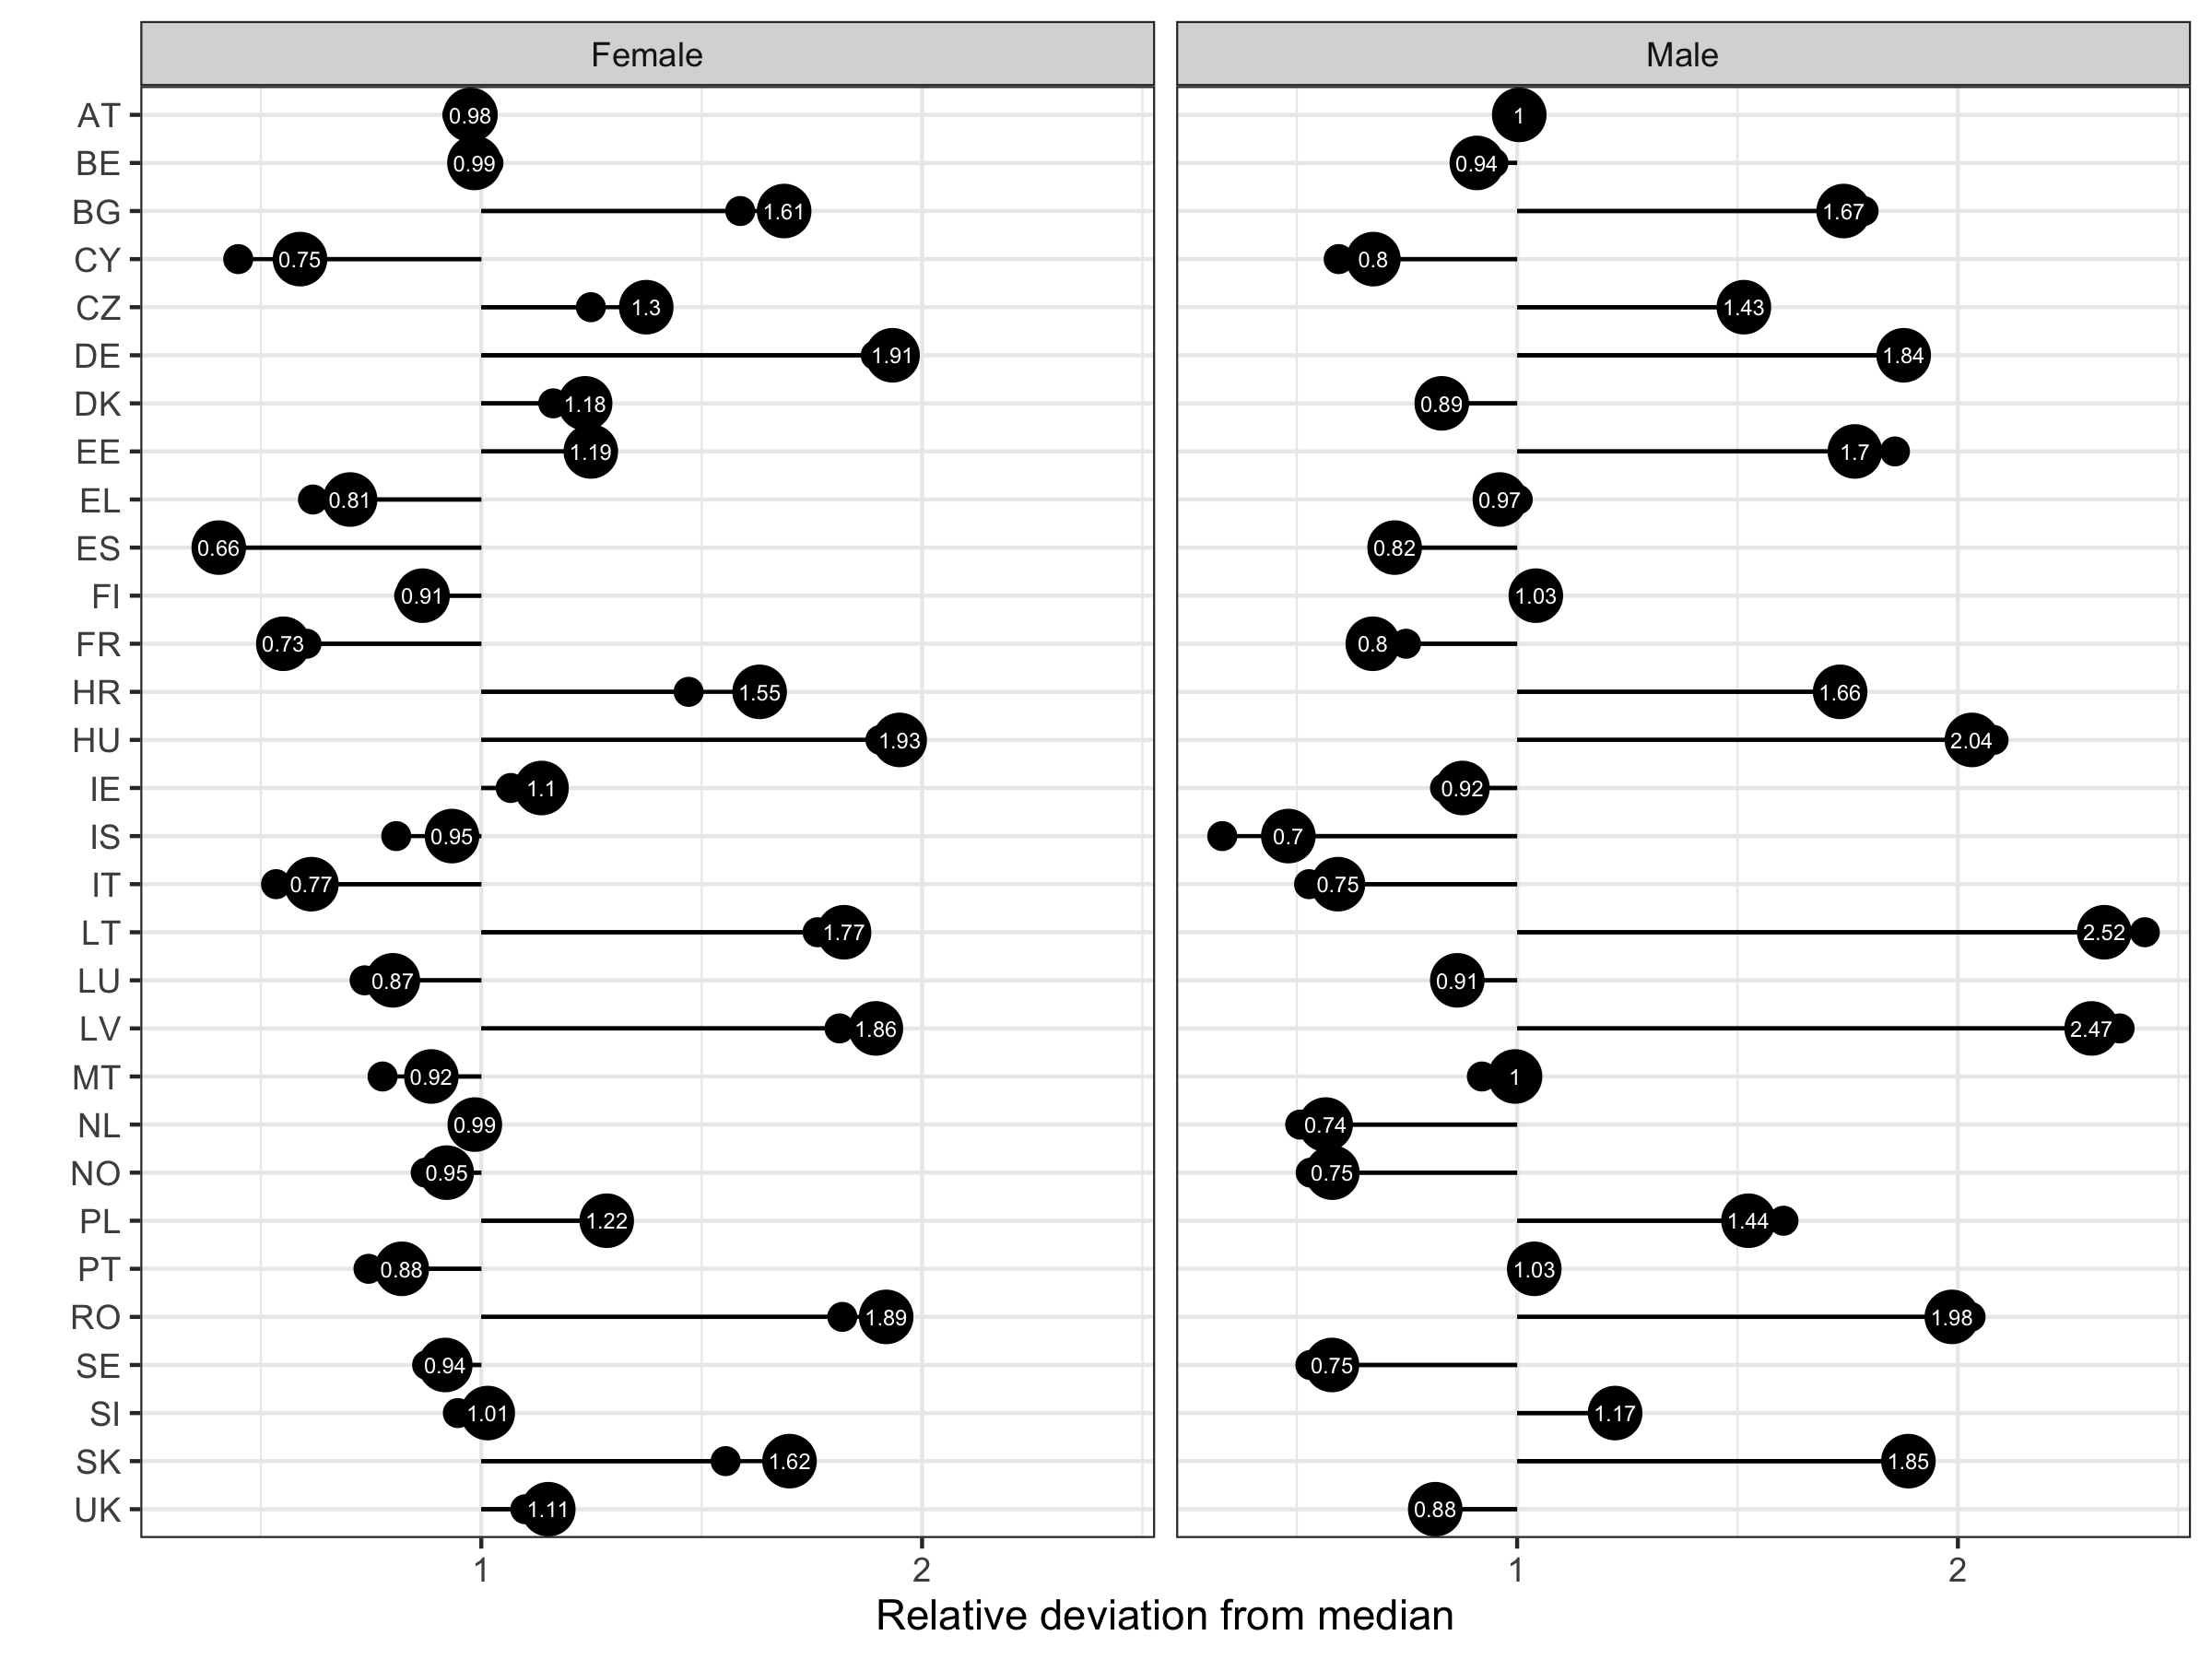 Female Male
AT 0.98 1
BE 0.99 0.94
BG 1.61 1.67
CY 0.75 0.8
CZ 1.3 1.43
DE 1.91 1.84
DK 1.18 0.89
EE 1.19 1.7
EL 0.81 0.97
ES 0.66 0.82
FI 0.91 1.03
FR 0.73 0.8
HR 1.55 1.66
HU 1.93 2.04
IE 1.1 0.92
IS 0.95 0.7
IT 0.77 0.75
LT 1.77 2.52
LU 0.87 0.91
LV 1.86 2.47
MT 0.92 1
NL 0.99 0.74
NO 0.95 0.75
PL 1.22 1.44
PT 0.88 1.03
RO 1.89 1.98
SE 0.94 0.75
SI 1.01 1.17
SK 1.62 1.85
UK 1.11 0.88
1 2 1 2
Relative deviation from median